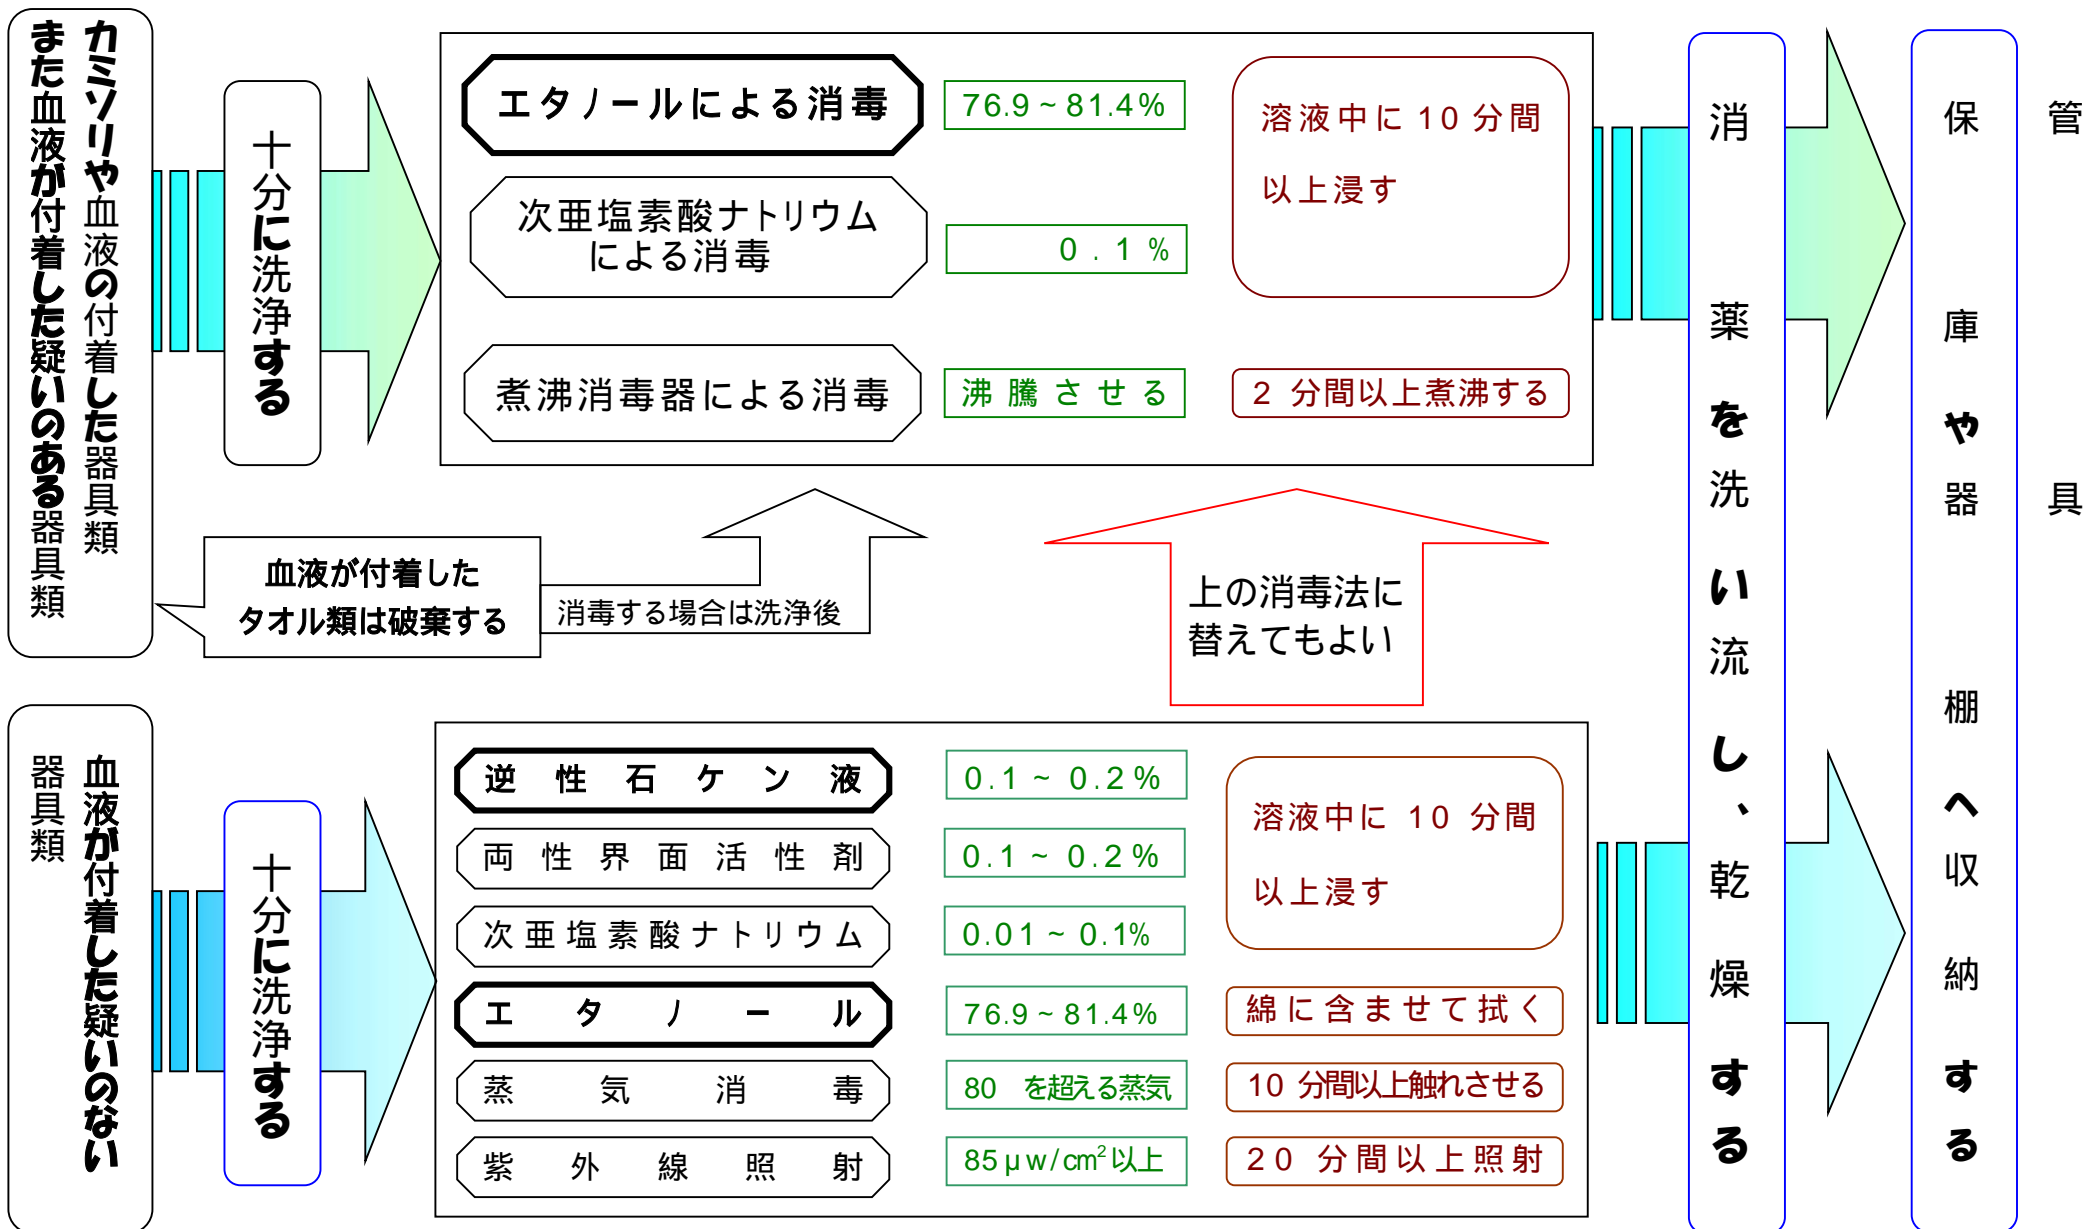 カミソリや血液の付着した器具類
また血液が付着した疑いのある器具類
十分に洗浄する
エタノールによる消毒
76.9~81.4%
次亜塩素酸ナトリウム
による消毒
0.1%
溶液中に10分間
以上浸す
煮沸消毒器による消毒
沸騰させる
2 分間以上煮沸する
血液が付着した
タオル類は破棄する
消毒する場合は洗浄後
上の消毒法に
替えてもよい
血液が付着した疑いのない
器具類
十分に洗浄する
逆性石ケン液
0.1~0.2%
両性界面活性剤
0.1~0.2%
次亜塩素酸ナトリウム
0.01~0.1%
溶液中に 10 分間
以上浸す
エタノール
76.9~81.4%
綿に含ませて拭く
蒸気消毒
80 を超える蒸気
10 分間以上触れさせる
紫外線照射
85μw/cm²以上
20 分間以上照射
消薬を洗い流し、乾燥する
管具
保庫や器棚へ収納する